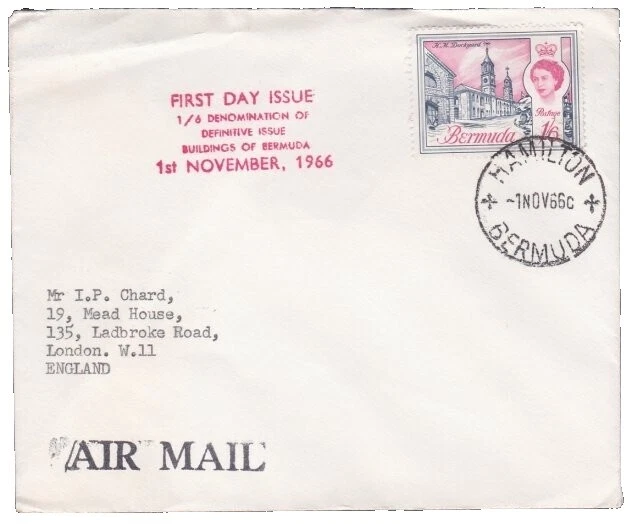 FIRST DAY ISSUE
1/6 DENOMINATION OF
DEFINITIVE ISSUE
BUILDINGS OF BERMUDA
1st NOVEMBER, 1966
H.M. Dockyard
Postage
Bermuda 1/6
HAMILTON
-1NOV66C
BERMUDA
Mr I.P. Chard,
19, Mead House,
135, Ladbroke Road,
London. W.11
ENGLAND
AIR MAIL